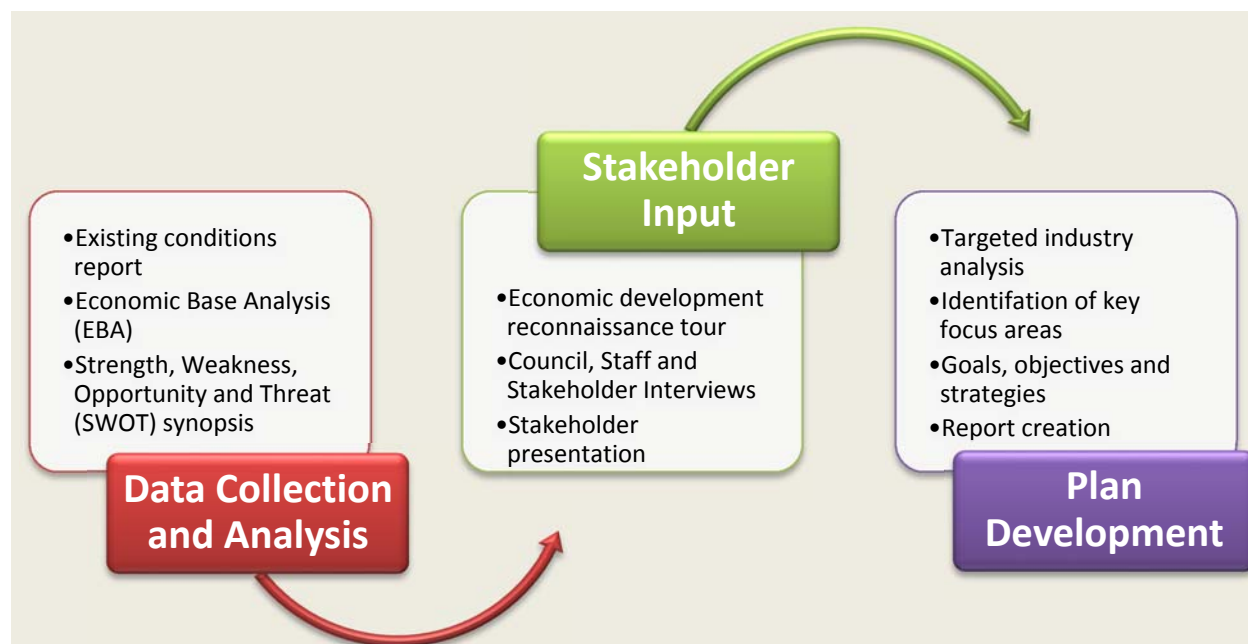 •Existing conditions
report
•Economic Base Analysis
(EBA)
•Strength, Weakness,
Opportunity and Threat
(SWOT) synopsis
Data Collection
and Analysis
Stakeholder
Input
•Economic development
reconnaissance tour
•Council, Staff and
Stakeholder Interviews
•Stakeholder
presentation
•Targeted industry
analysis
•Identifation of key
focus areas
•Goals, objectives and
strategies
•Report creation
Plan
Development